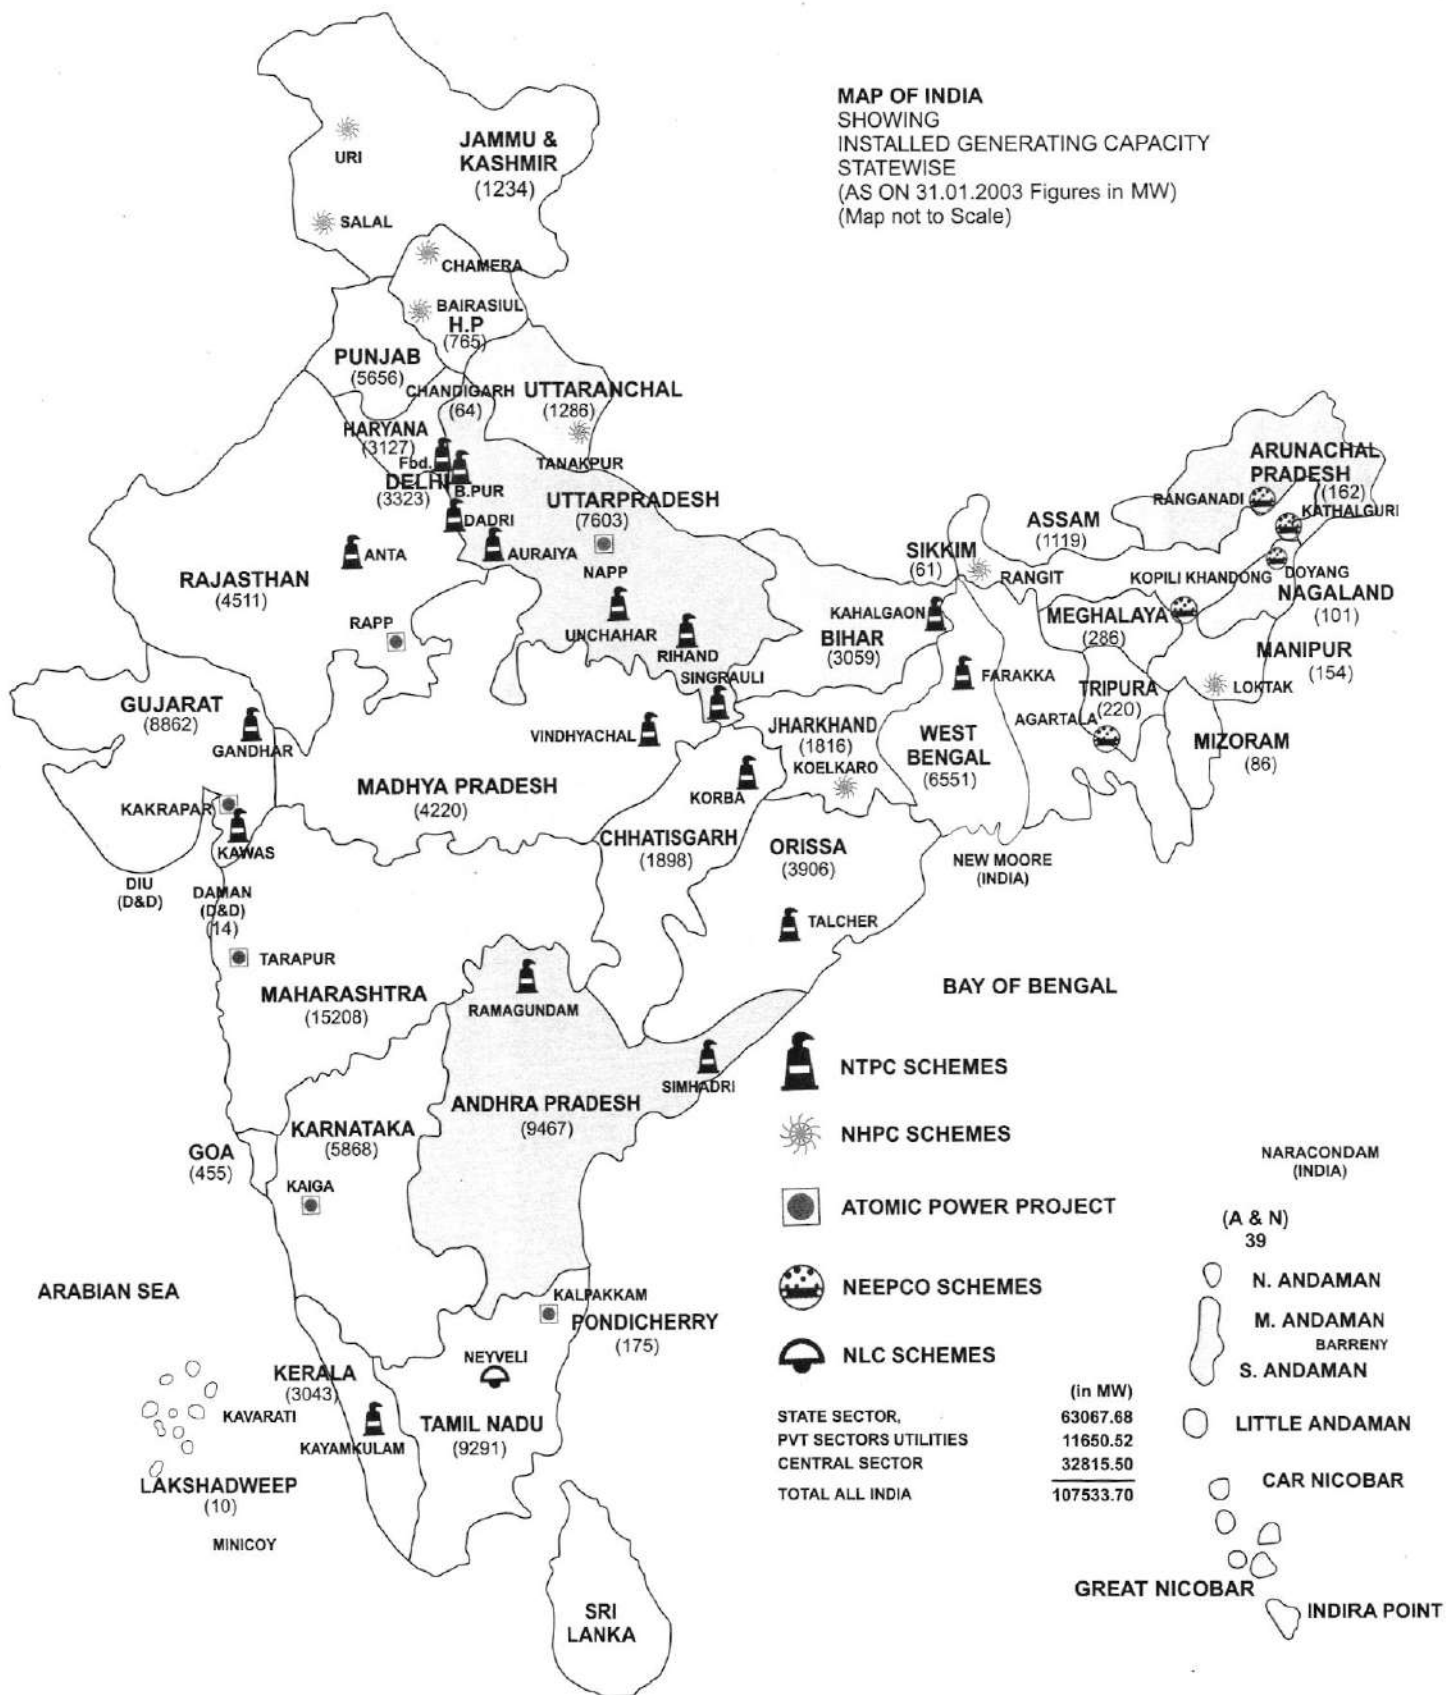 MAP OF INDIA
SHOWING
INSTALLED GENERATING CAPACITY
STATEWISE
(AS ON 31.01.2003 Figures in MW)
(Map not to Scale)
JAMMU &
KASHMIR
(1234)
URI
SALAL
CHAMERA
BAIRASIUL
H.P
(765)
PUNJAB
(5656)
CHANDIGARH
(64)
UTTARANCHAL
(1286)
TANAKPUR
HARYANA
(3127)
Fbd.
DELHI
(3323)
B.PUR
DADRI
UTTARPRADESH
(7603)
NAPP
AURAIYA
ANTA
RAJASTHAN
(4511)
RAPP
UNCHAHAR
RIHAND
SINGRAULI
ARUNACHAL
PRADESH
(162)
RANGANADI
KATHALGURI
ASSAM
(1119)
SIKKIM
(61)
RANGIT
KOPILI KHANDONG
DOYANG
NAGALAND
(101)
MEGHALAYA
(286)
MANIPUR
(154)
LOKTAK
TRIPURA
(220)
AGARTALA
MIZORAM
(86)
KAHALGAON
BIHAR
(3059)
FARAKKA
WEST
BENGAL
(6551)
JHARKHAND
(1816)
KOELKARO
GUJARAT
(8862)
GANDHAR
KAKRAPAR
KAWAS
VINDHYACHAL
MADHYA PRADESH
(4220)
KORBA
CHHATISGARH
(1898)
ORISSA
(3906)
TALCHER
NEW MOORE
(INDIA)
DIU
(D&D)
DAMAN
(D&D)
(14)
TARAPUR
MAHARASHTRA
(15208)
RAMAGUNDAM
SIMHADRI
BAY OF BENGAL
ANDHRA PRADESH
(9467)
KARNATAKA
(5868)
GOA
(455)
KAIGA
ARABIAN SEA
KALPAKKAM
PONDICHERRY
(175)
NEYVELI
KERALA
(3043)
KAYAMKULAM
TAMIL NADU
(9291)
KAVARATI
LAKSHADWEEP
(10)
MINICOY
SRI
LANKA
NTPC SCHEMES
NHPC SCHEMES
ATOMIC POWER PROJECT
NEEPCO SCHEMES
NLC SCHEMES
(in MW)
STATE SECTOR, 63067.68
PVT SECTORS UTILITIES 11650.52
CENTRAL SECTOR 32815.50
TOTAL ALL INDIA 107533.70
NARACONDAM
(INDIA)
(A & N)
39
N. ANDAMAN
M. ANDAMAN
BARRENY
S. ANDAMAN
LITTLE ANDAMAN
CAR NICOBAR
GREAT NICOBAR
INDIRA POINT